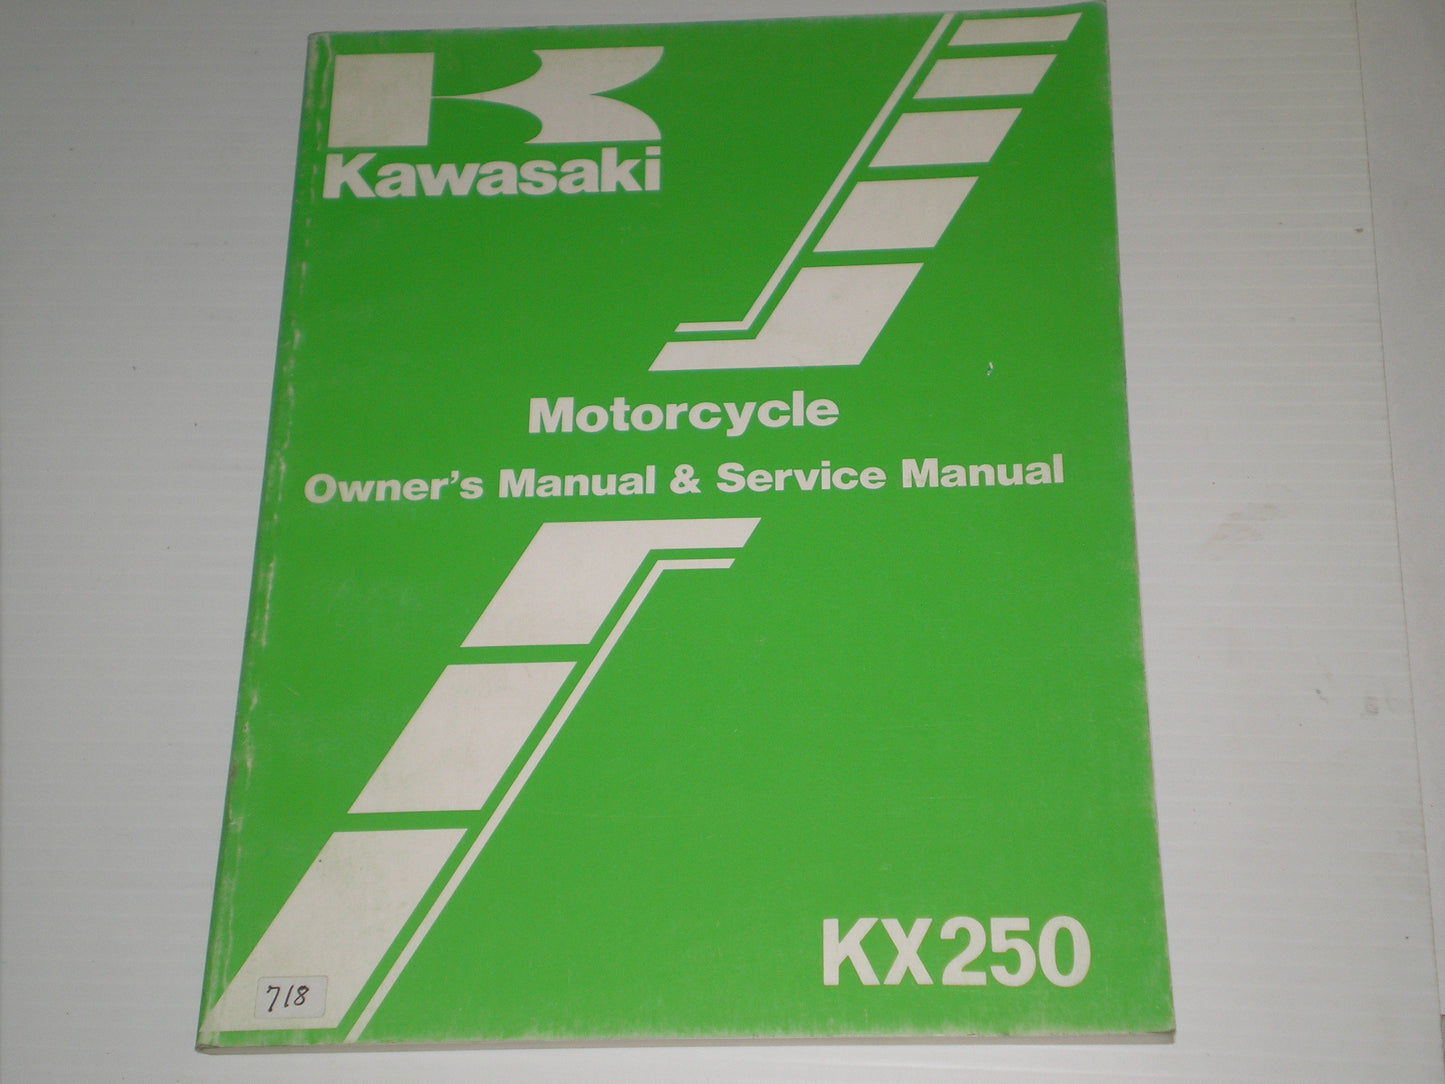 Kawasaki
Motorcycle
Owner's Manual & Service Manual
KX250
718